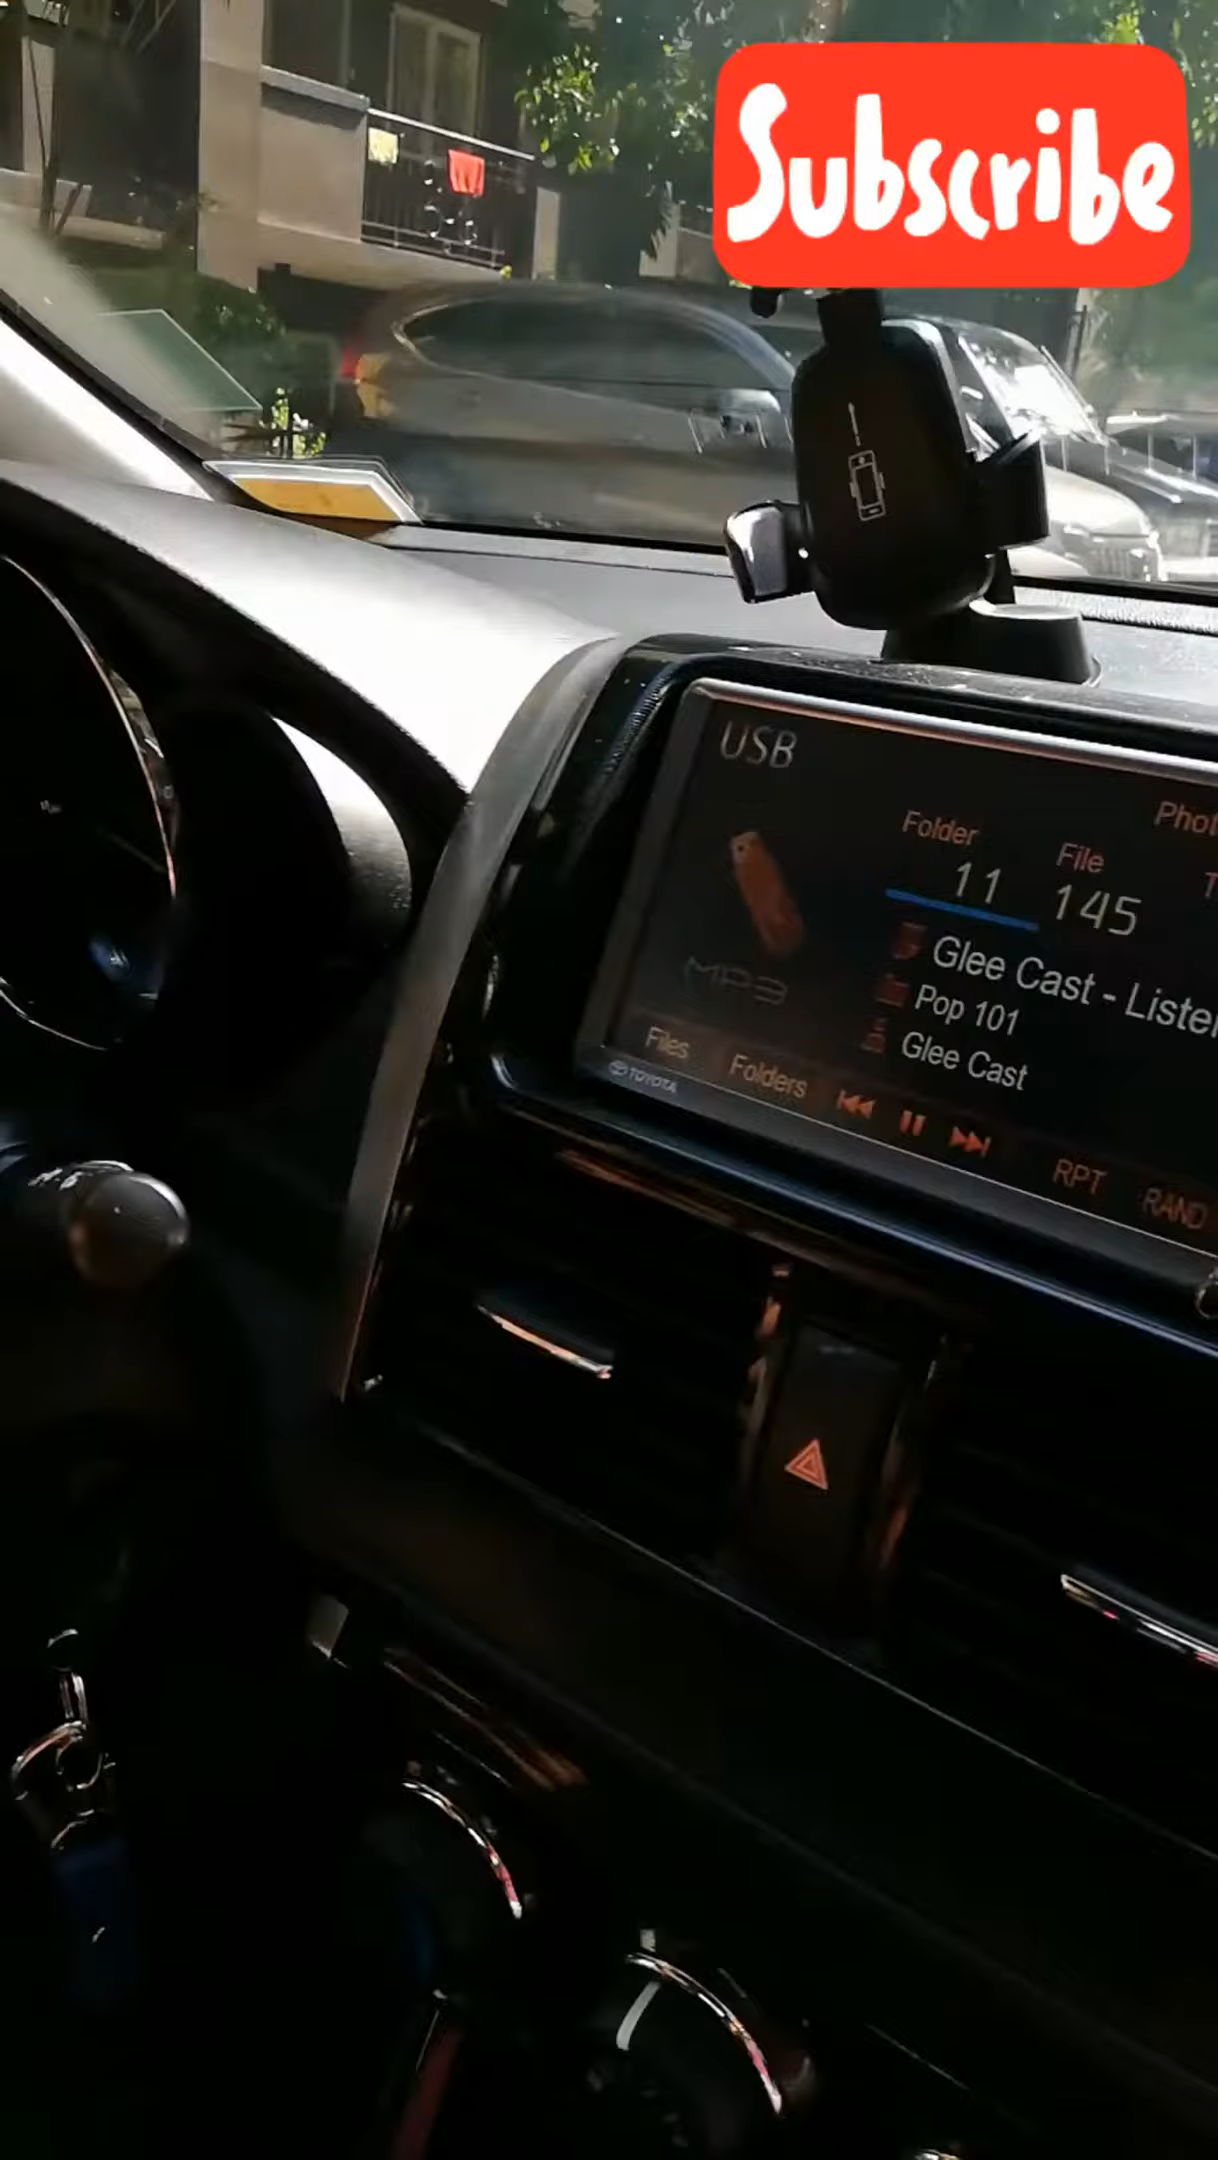 Subscribe
USB
Folder
File
11
145
Glee Cast - Listen
Pop 101
Glee Cast
MP3
Files
Folders
RPT
RAND
TOYOTA